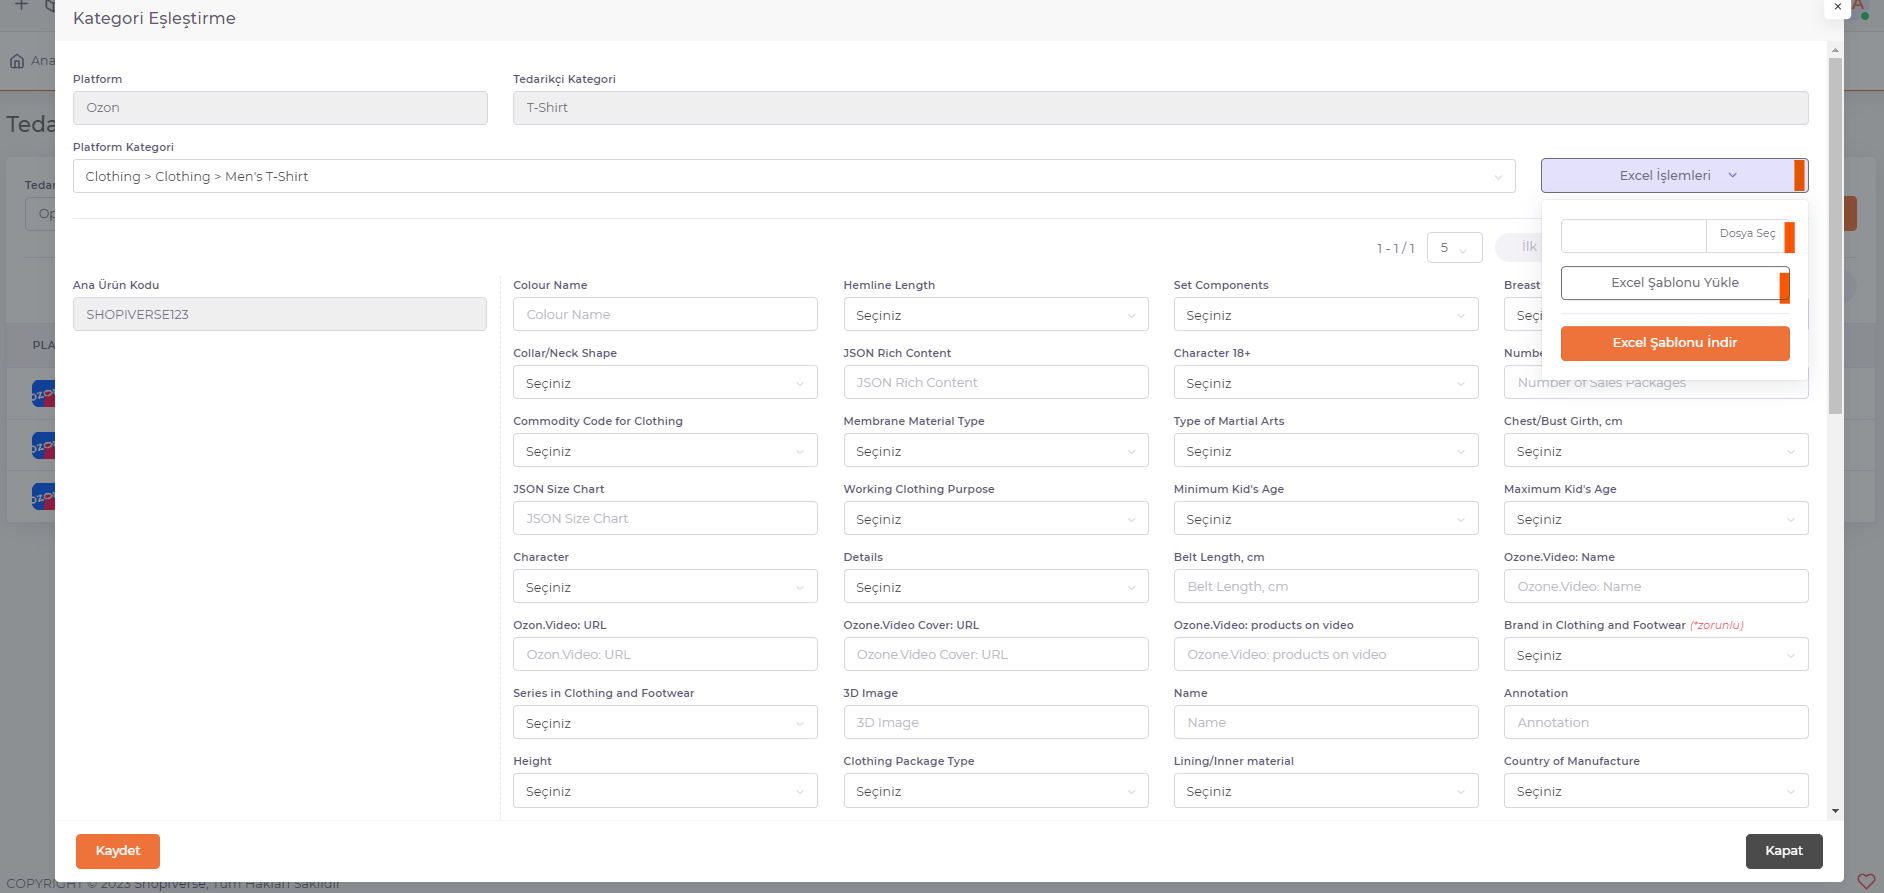 Kategori Eşleştirme
×
Ana
Platform
Tedarikçi Kategori
Ozon
T-Shirt
Platform Kategori
Clothing > Clothing > Men's T-Shirt
Excel İşlemleri
Dosya Seç
1 - 1 / 1
5
İlk
Excel Şablonu Yükle
Excel Şablonu İndir
Ana Ürün Kodu
SHOPIVERSE123
Colour Name
Hemline Length
Set Components
Breast
Colour Name
Seçiniz
Seçiniz
Seçi
Collar/Neck Shape
JSON Rich Content
Character 18+
Numbe
Seçiniz
JSON Rich Content
Seçiniz
Number of Sales Packages
Commodity Code for Clothing
Membrane Material Type
Type of Martial Arts
Chest/Bust Girth, cm
Seçiniz
Seçiniz
Seçiniz
Seçiniz
JSON Size Chart
Working Clothing Purpose
Minimum Kid's Age
Maximum Kid's Age
JSON Size Chart
Seçiniz
Seçiniz
Seçiniz
Character
Details
Belt Length, cm
Ozone.Video: Name
Seçiniz
Seçiniz
Belt Length, cm
Ozone.Video: Name
Ozon.Video: URL
Ozone.Video Cover: URL
Ozone.Video: products on video
Brand in Clothing and Footwear (*zorunlu)
Ozon.Video: URL
Ozone.Video Cover: URL
Ozone.Video: products on video
Seçiniz
Series in Clothing and Footwear
3D Image
Name
Annotation
Seçiniz
3D Image
Name
Annotation
Height
Clothing Package Type
Lining/Inner material
Country of Manufacture
Seçiniz
Seçiniz
Seçiniz
Seçiniz
Kaydet
Kapat
Teda
Tedar
Op
PLA
COPYRIGHT © 2023 Shopiverse, Tüm Hakları Saklıdır